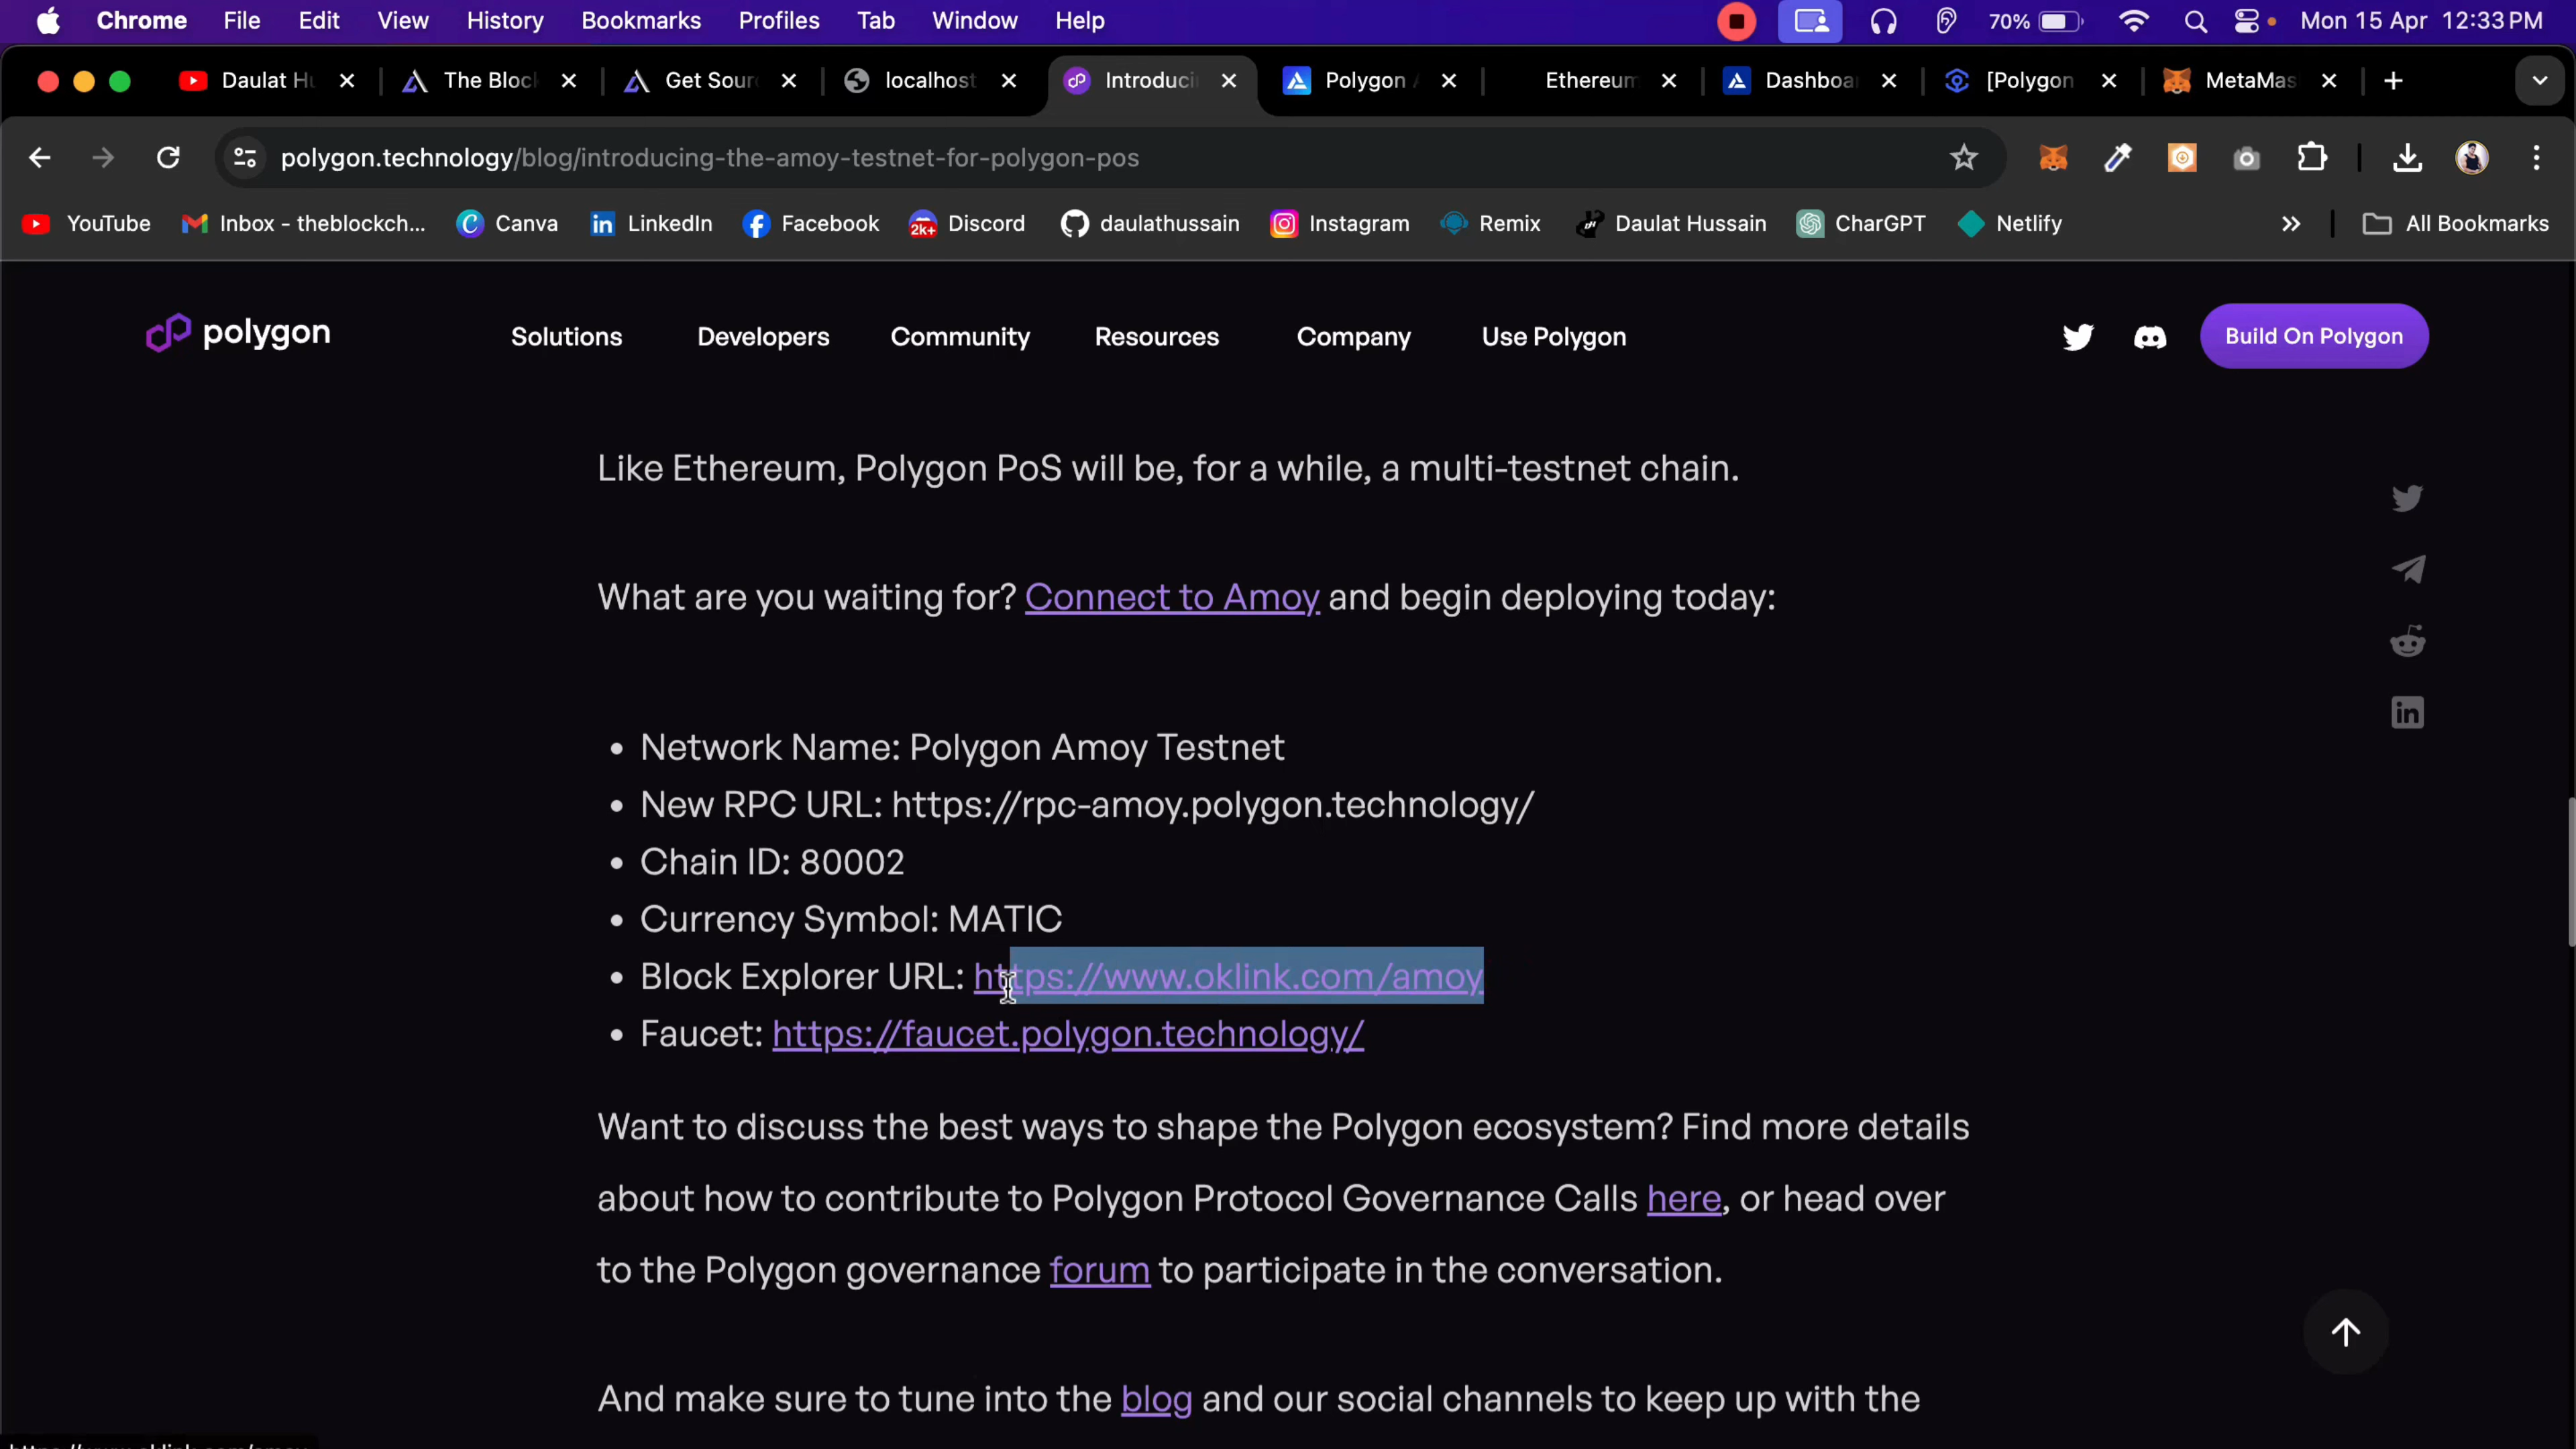 Chrome File Edit View History Bookmarks Profiles Tab Window Help 70% Mon 15 Apr 12:33 PM
Daulat Hu The Bloc Get Sour localhost Introduci Polygon Ethereum Dashboa [Polygon MetaMas
polygon.technology/blog/introducing-the-amoy-testnet-for-polygon-pos
YouTube Inbox - theblockch... Canva LinkedIn Facebook 2K+ Discord daulathussain Instagram Remix Daulat Hussain CharGPT Netlify All Bookmarks
polygon Solutions Developers Community Resources Company Use Polygon Build On Polygon
Like Ethereum, Polygon PoS will be, for a while, a multi-testnet chain.
What are you waiting for? Connect to Amoy and begin deploying today:
• Network Name: Polygon Amoy Testnet
• New RPC URL: https://rpc-amoy.polygon.technology/
• Chain ID: 80002
• Currency Symbol: MATIC
• Block Explorer URL: https://www.oklink.com/amoy
• Faucet: https://faucet.polygon.technology/
Want to discuss the best ways to shape the Polygon ecosystem? Find more details
about how to contribute to Polygon Protocol Governance Calls here, or head over
to the Polygon governance forum to participate in the conversation.
And make sure to tune into the blog and our social channels to keep up with the